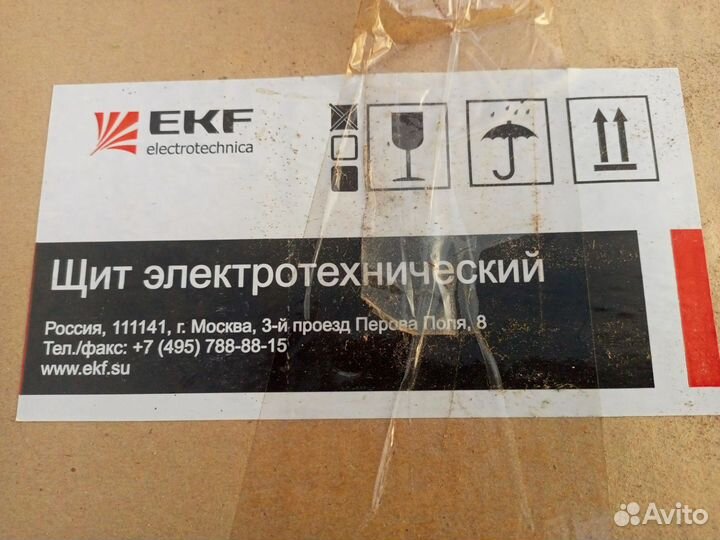 EKF
electrotechnica
Щит электротехнический
Россия, 111141, г. Москва, 3-й проезд Перова Поля, 8
Тел./факс: +7 (495) 788-88-15
www.ekf.su
Avito